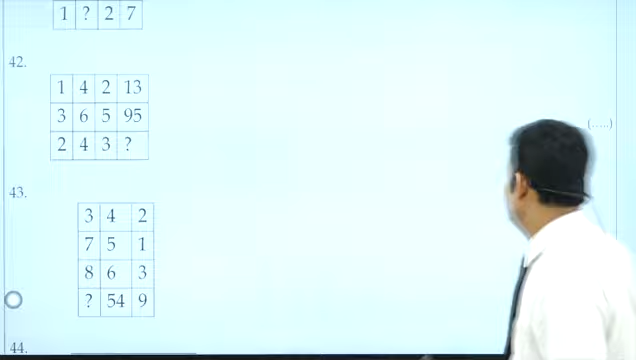 1 ? 2 7
42.
1 4 2 13
3 6 5 95
2 4 3 ?
(.....)
43.
3 4 2
7 5 1
8 6 3
? 54 9
44.